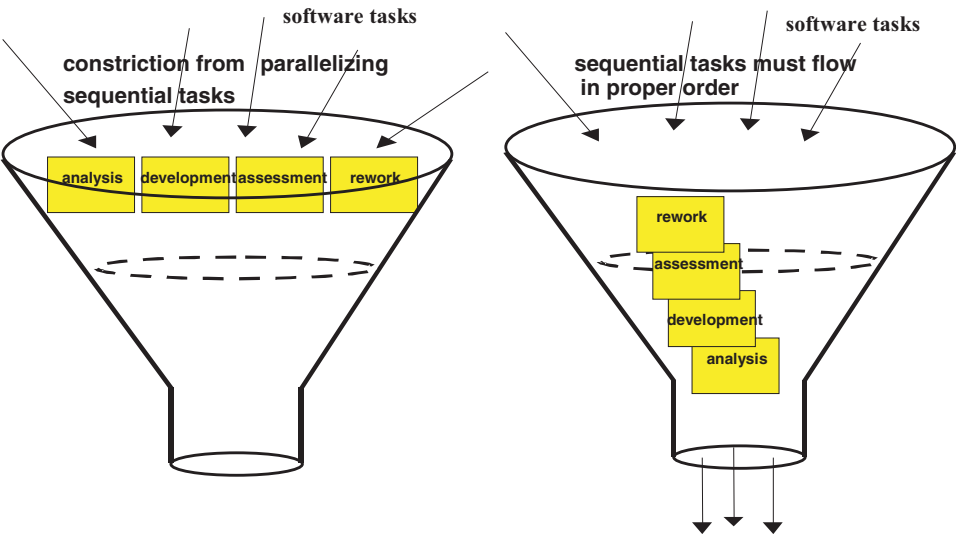 software tasks
constriction from parallelizing
sequential tasks
analysis
development
assessment
rework
software tasks
sequential tasks must flow
in proper order
rework
assessment
development
analysis